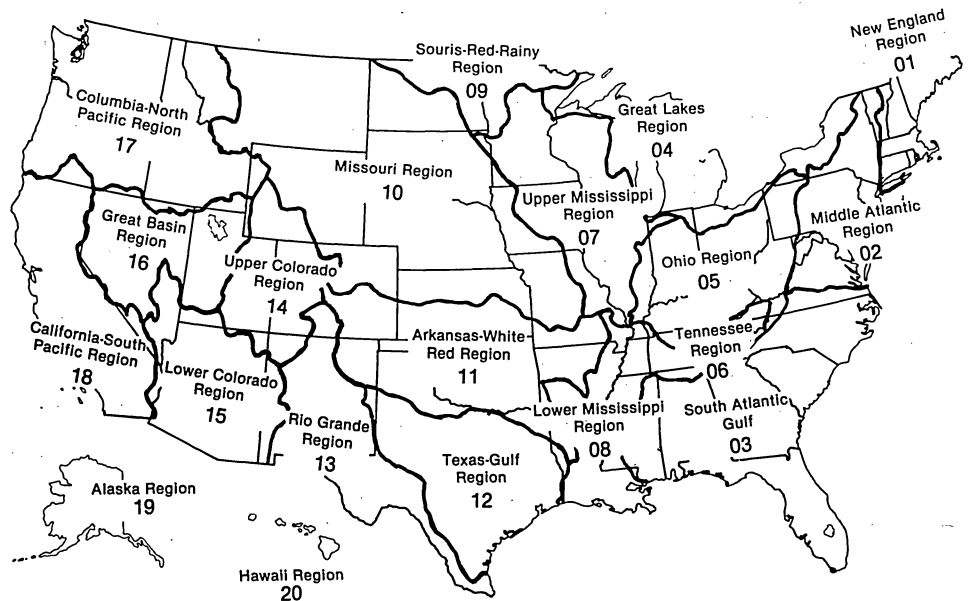 New England
Region
01
Souris-Red-Rainy
Region
09
Great Lakes
Region
04
Columbia-North
Pacific Region
17
Missouri Region
10
Upper Mississippi
Region
07
Middle Atlantic
Region
02
Great Basin
Region
16
Ohio Region
05
Upper Colorado
Region
14
California-South
Pacific Region
18
Arkansas-White
Red Region
11
Tennessee
Region
06
Lower Colorado
Region
15
Lower Mississippi
Region
08
South Atlantic
Gulf
03
Rio Grande
Region
13
Texas-Gulf
Region
12
Alaska Region
19
Hawaii Region
20